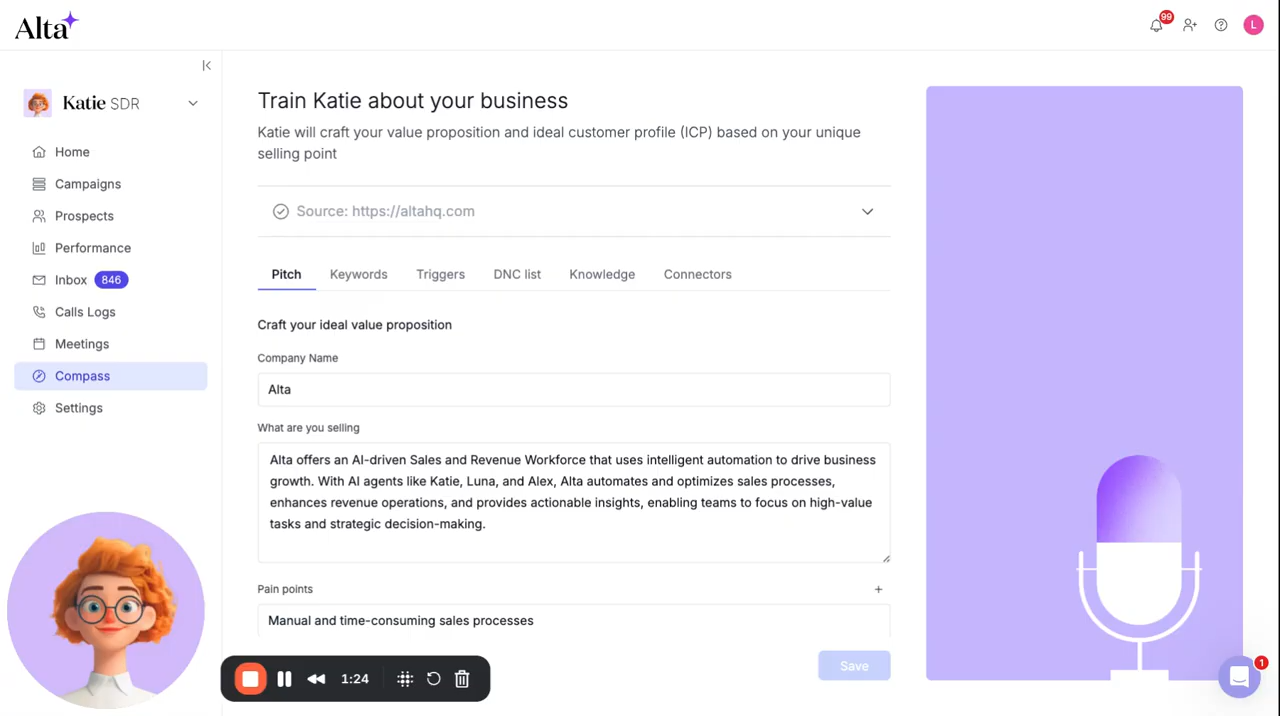 Alta
99
L
Katie SDR
Home
Campaigns
Prospects
Performance
Inbox 846
Calls Logs
Meetings
Compass
Settings
Train Katie about your business
Katie will craft your value proposition and ideal customer profile (ICP) based on your unique
selling point
Source: https://altahq.com
Pitch Keywords Triggers DNC list Knowledge Connectors
Craft your ideal value proposition
Company Name
Alta
What are you selling
Alta offers an AI-driven Sales and Revenue Workforce that uses intelligent automation to drive business
growth. With AI agents like Katie, Luna, and Alex, Alta automates and optimizes sales processes,
enhances revenue operations, and provides actionable insights, enabling teams to focus on high-value
tasks and strategic decision-making.
Pain points +
Manual and time-consuming sales processes
Save
1:24
1